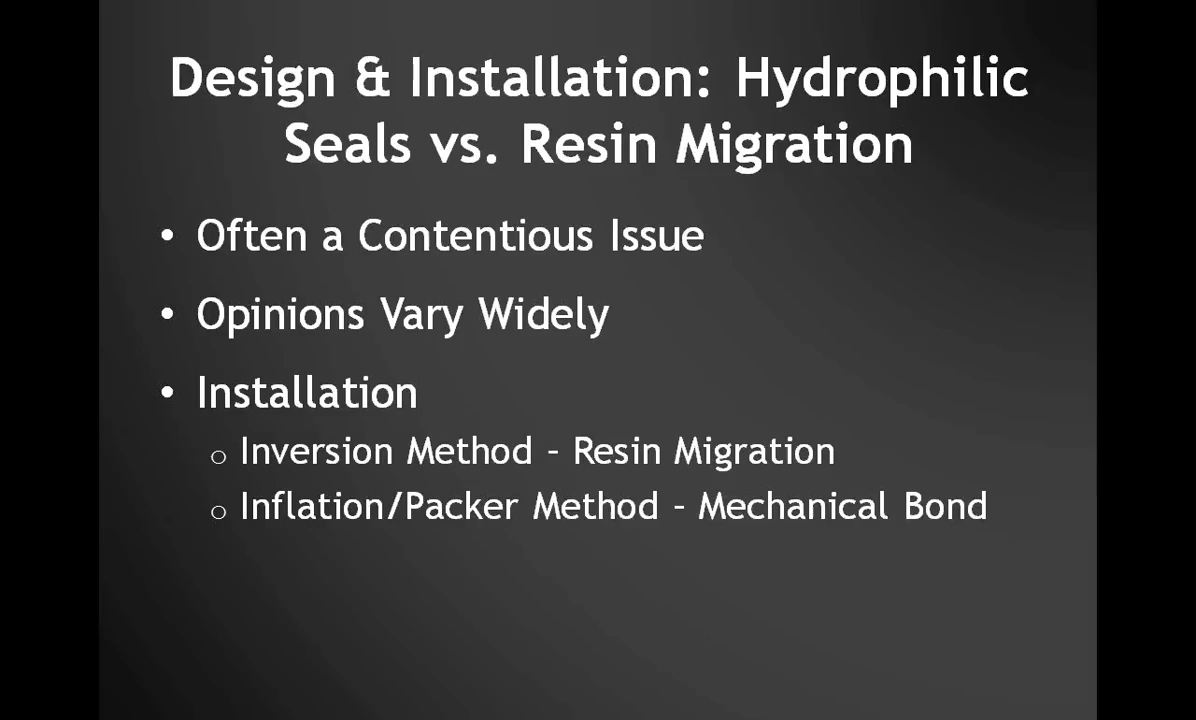 Design & Installation: Hydrophilic
Seals vs. Resin Migration
• Often a Contentious Issue
• Opinions Vary Widely
• Installation
o Inversion Method – Resin Migration
o Inflation/Packer Method – Mechanical Bond